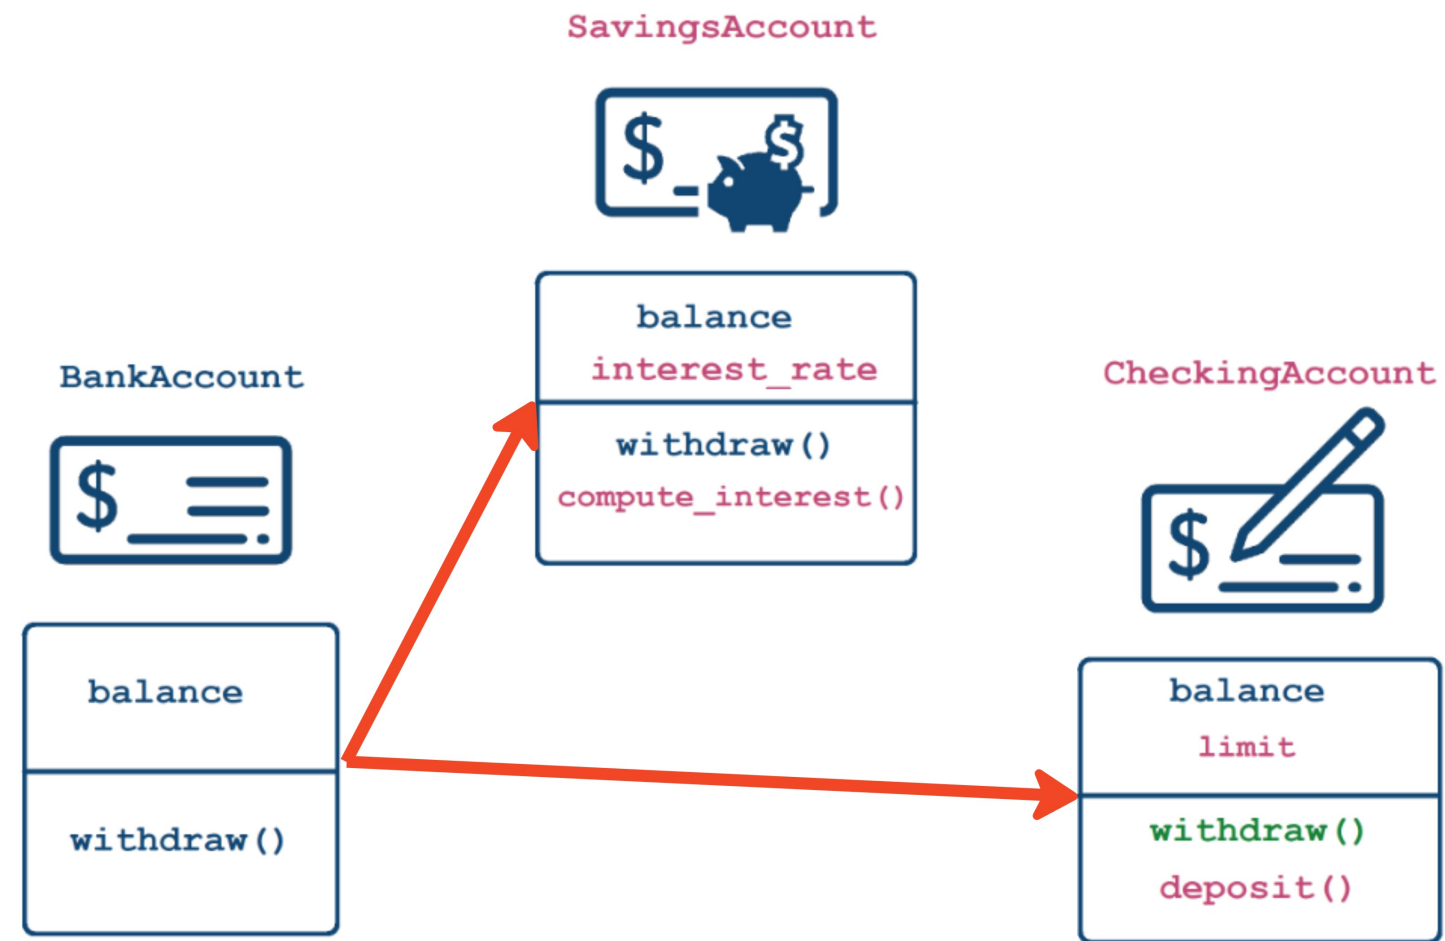 SavingsAccount
$
$
balance
interest_rate
withdraw()
compute_interest()
BankAccount
$
balance
withdraw()
CheckingAccount
$
balance
limit
withdraw()
deposit()